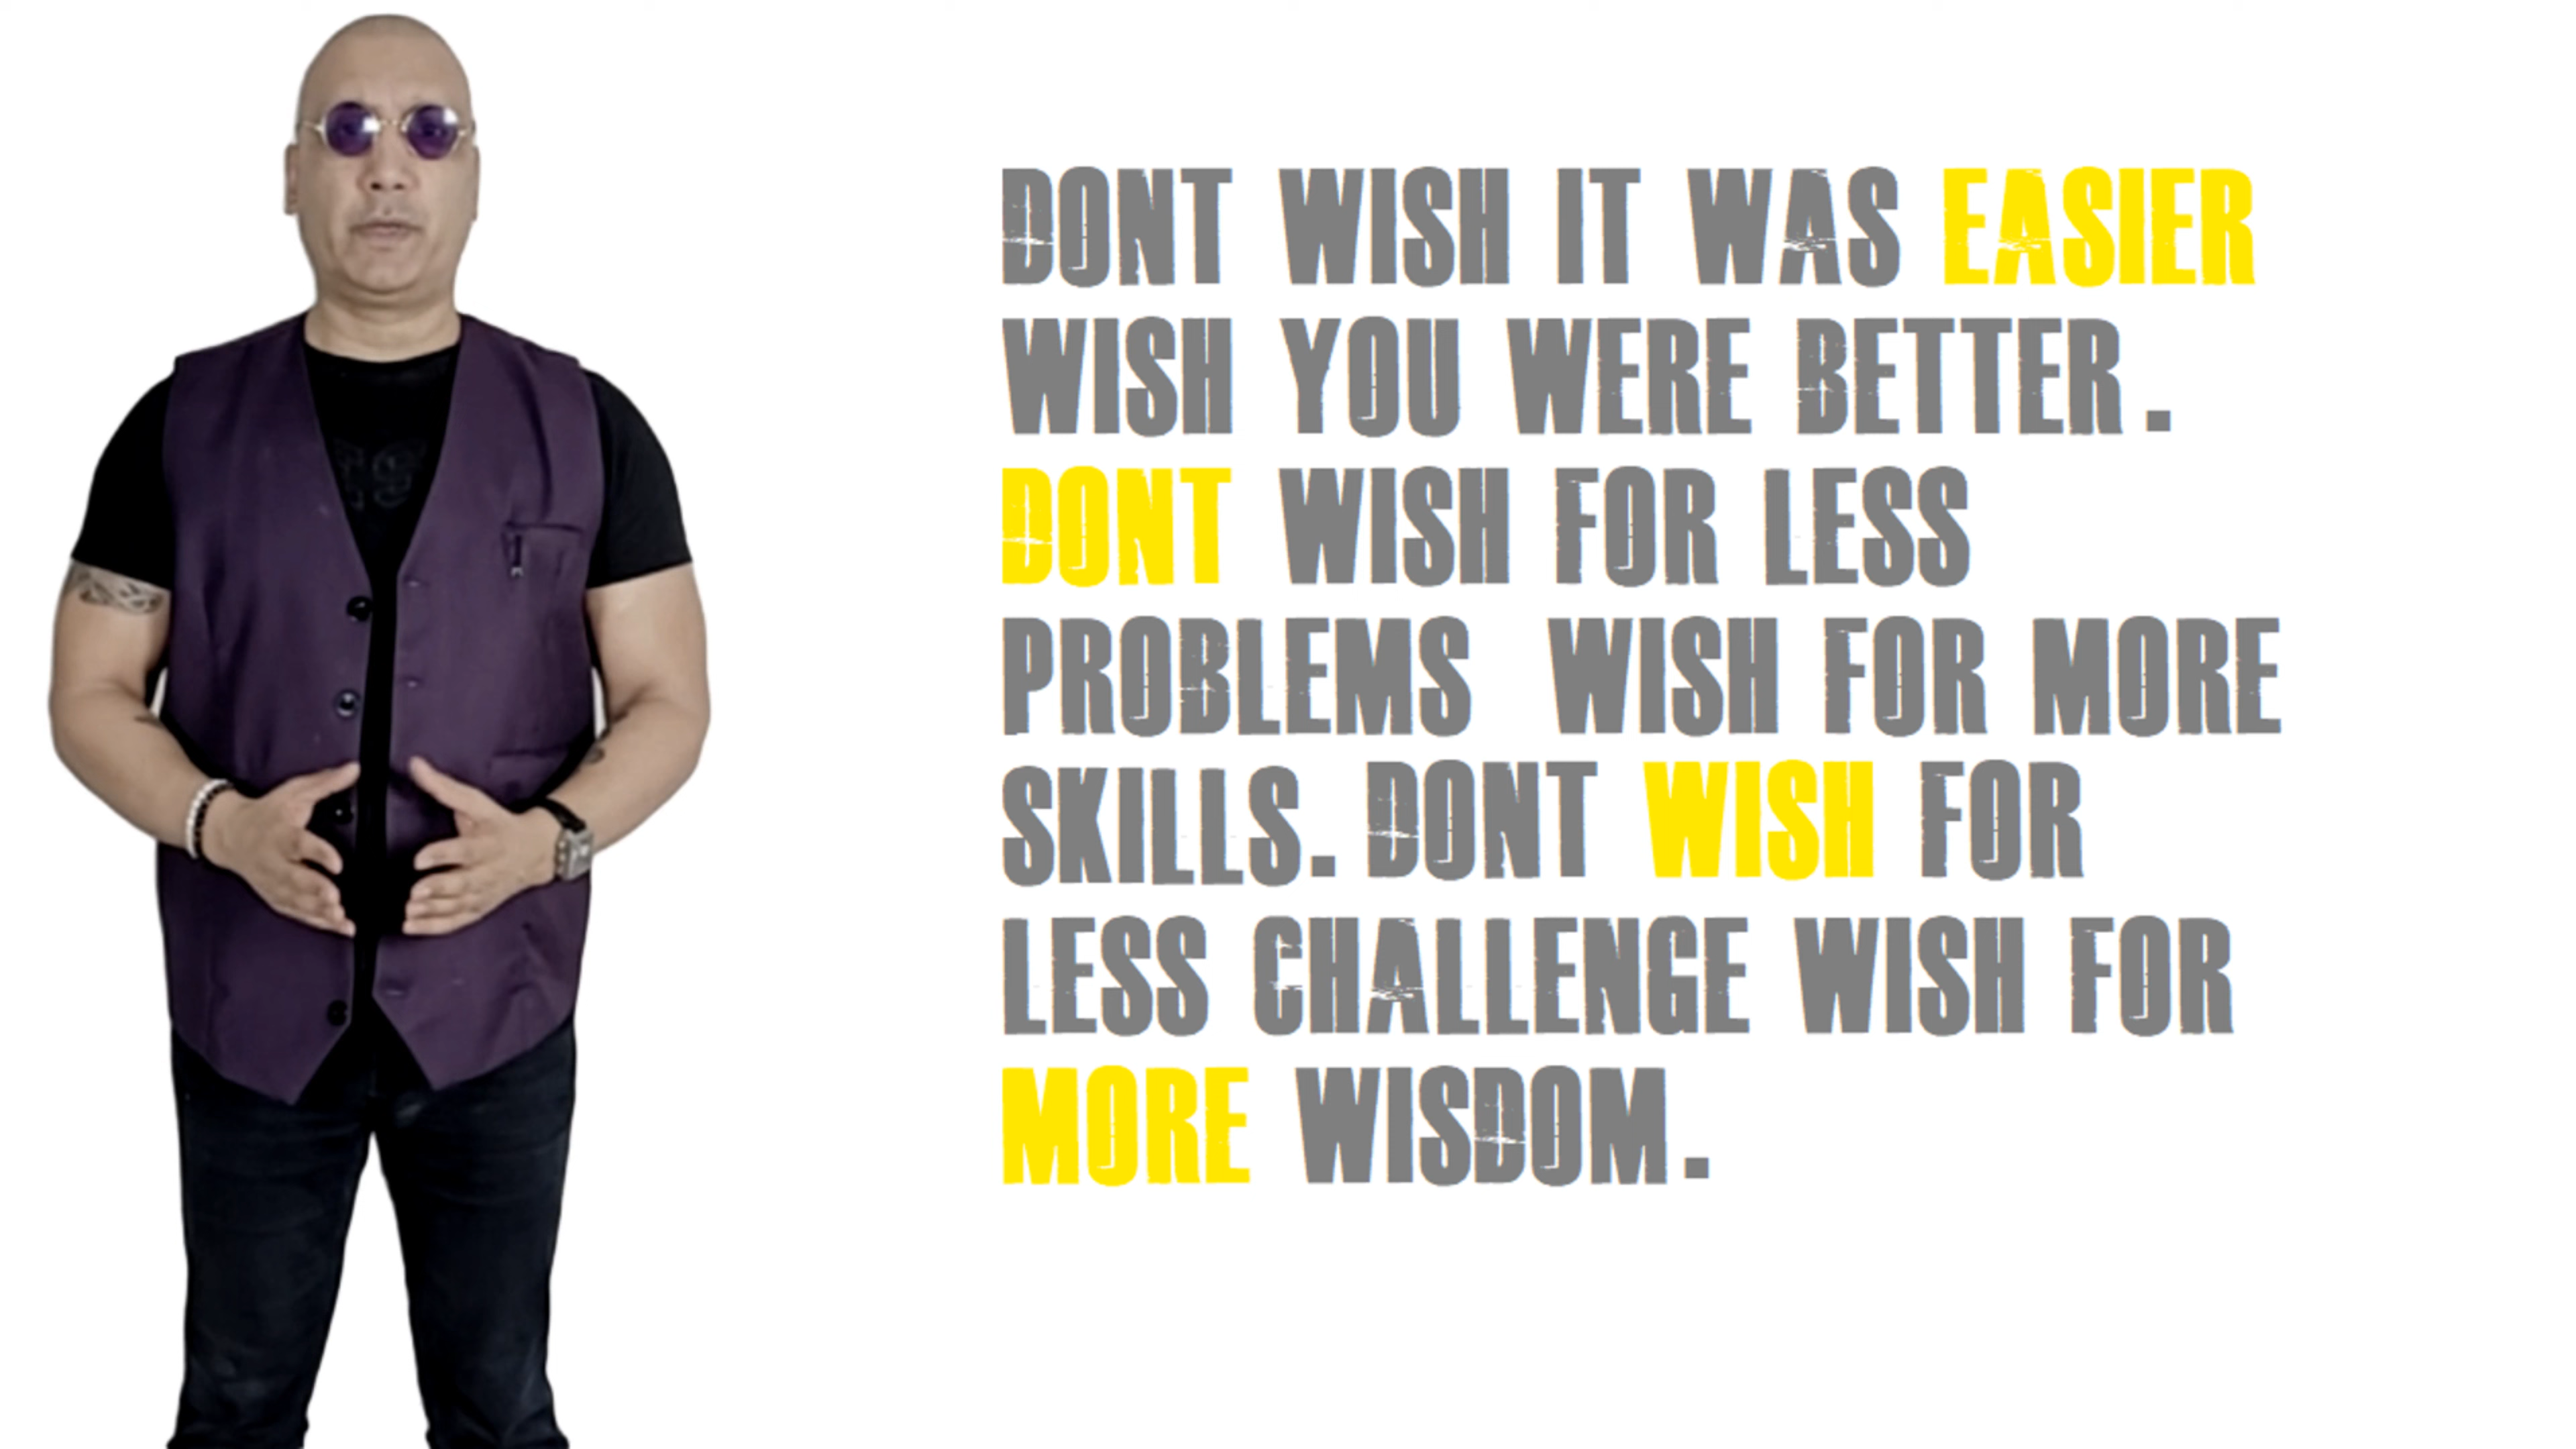 DONT WISH IT WAS EASIER
WISH YOU WERE BETTER.
DONT WISH FOR LESS
PROBLEMS WISH FOR MORE
SKILLS. DONT WISH FOR
LESS CHALLENGE WISH FOR
MORE WISDOM.